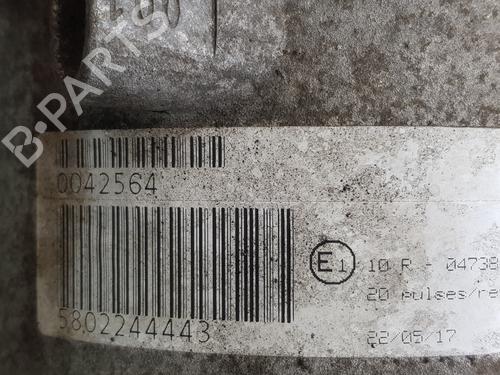 B-PARTS
0042564
5802244443
E1
10 R - 04738
20 pulses/re
22/05/17